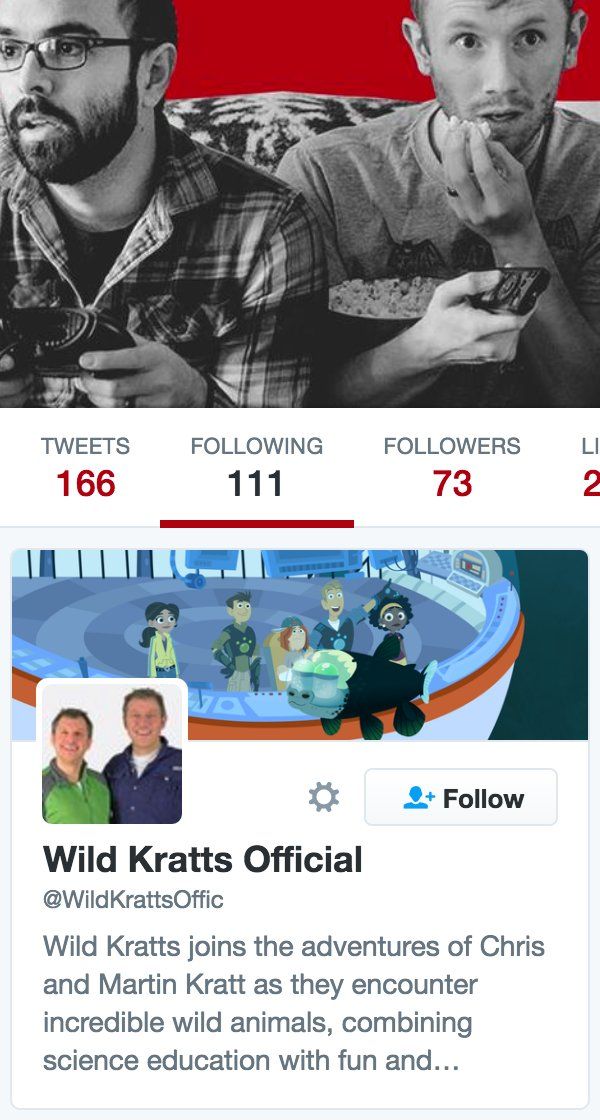 TWEETS FOLLOWING FOLLOWERS LI
166 111 73 2
Follow
Wild Kratts Official
@WildKrattsOffic
Wild Kratts joins the adventures of Chris
and Martin Kratt as they encounter
incredible wild animals, combining
science education with fun and…